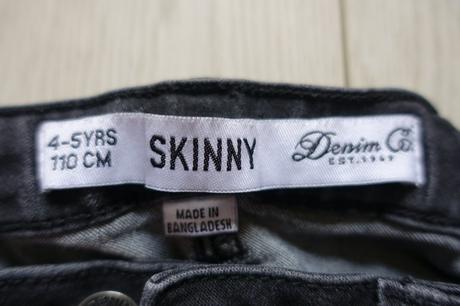 4-5YRS
110 CM
SKINNY
Denim Co.
EST. 1969
MADE IN
BANGLADESH